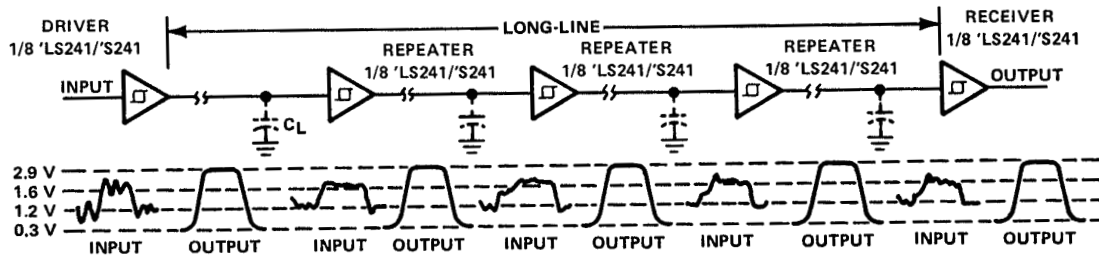 DRIVER
1/8 'LS241/'S241
LONG-LINE
RECEIVER
1/8 'LS241/'S241
REPEATER
1/8 'LS241/'S241
REPEATER
1/8 'LS241/'S241
REPEATER
1/8 'LS241/'S241
INPUT
OUTPUT
CL
2.9 V
1.6 V
1.2 V
0.3 V
INPUT OUTPUT INPUT OUTPUT INPUT OUTPUT INPUT OUTPUT INPUT OUTPUT